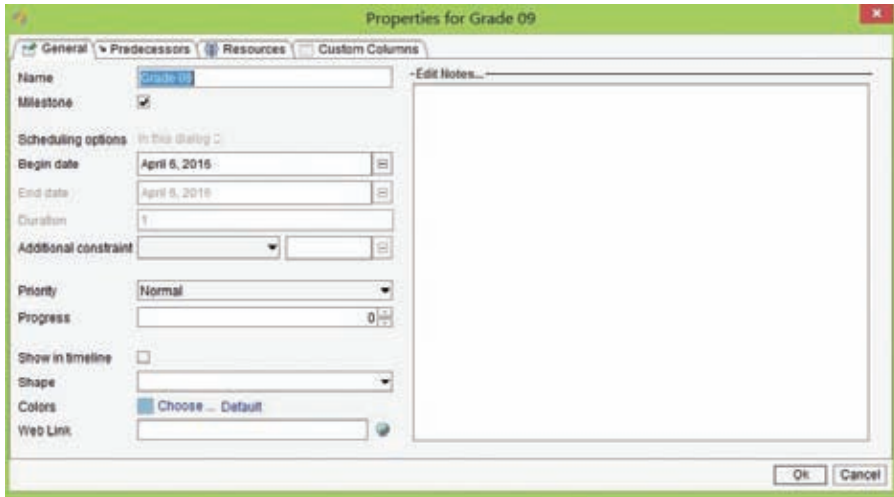 Properties for Grade 09
General Predecessors Resources Custom Columns
Name Grade 09
Edit Notes...
Milestone
Scheduling options In this dialog
Begin date April 6, 2016
End date April 6, 2016
Duration 1
Additional constraint
Priority Normal
Progress 0
Show in timeline
Shape
Colors Choose ... Default
Web Link
Ok Cancel